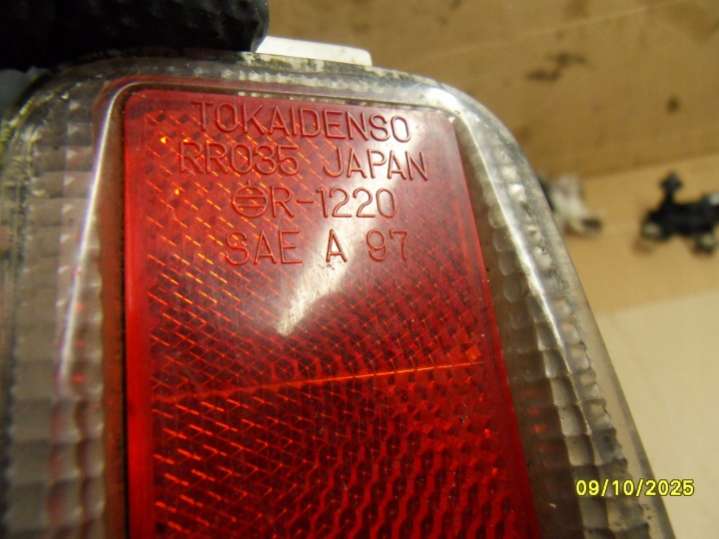 TOKAIDENSO
RR035 JAPAN
⊖R-1220
SAE A 97
09/10/2025